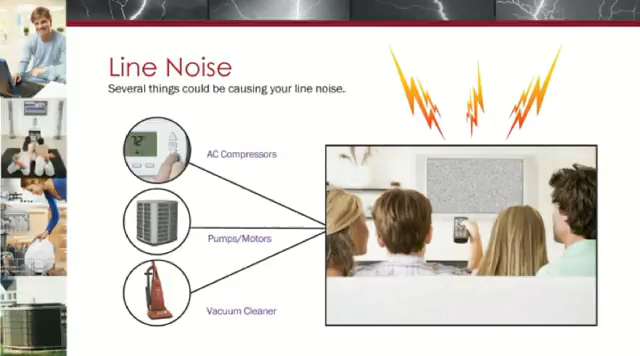 Line Noise
Several things could be causing your line noise.
AC Compressors
Pumps/Motors
Vacuum Cleaner